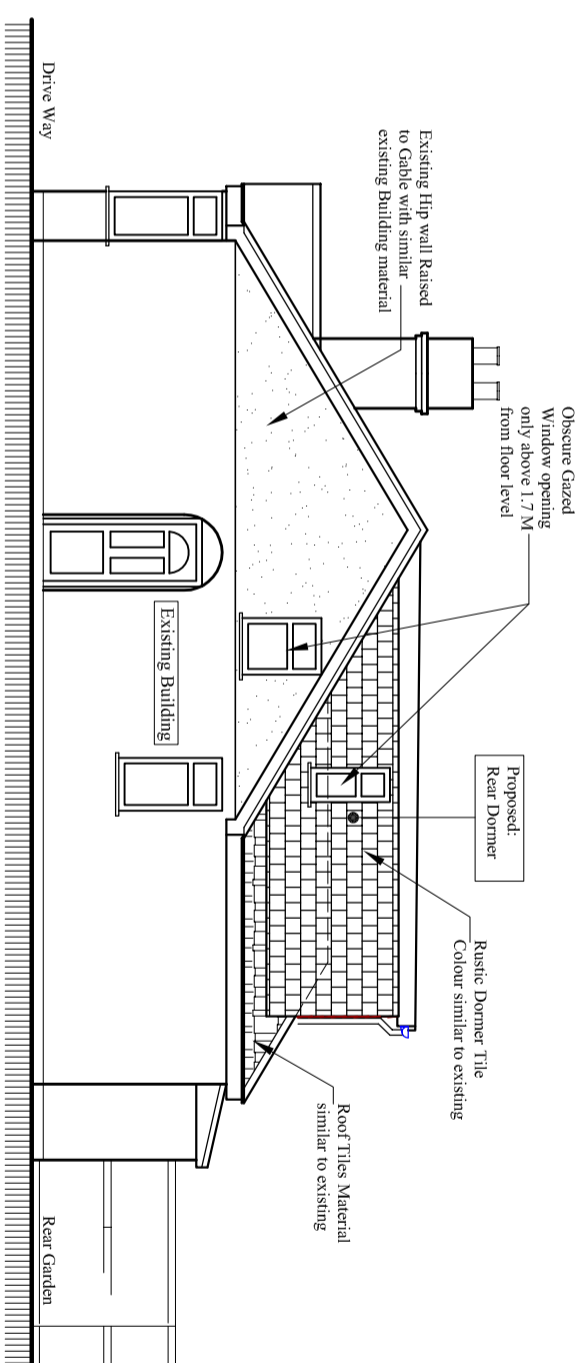 Obscure Gazed
Window opening
only above 1.7 M
from floor level
Existing Hip wall Raised
to Gable with similar
existing Building material
Proposed:
Rear Dormer
Rustic Dormer Tile
Colour similar to existing
Roof Tiles Material
similar to existing
Existing Building
Drive Way
Rear Garden